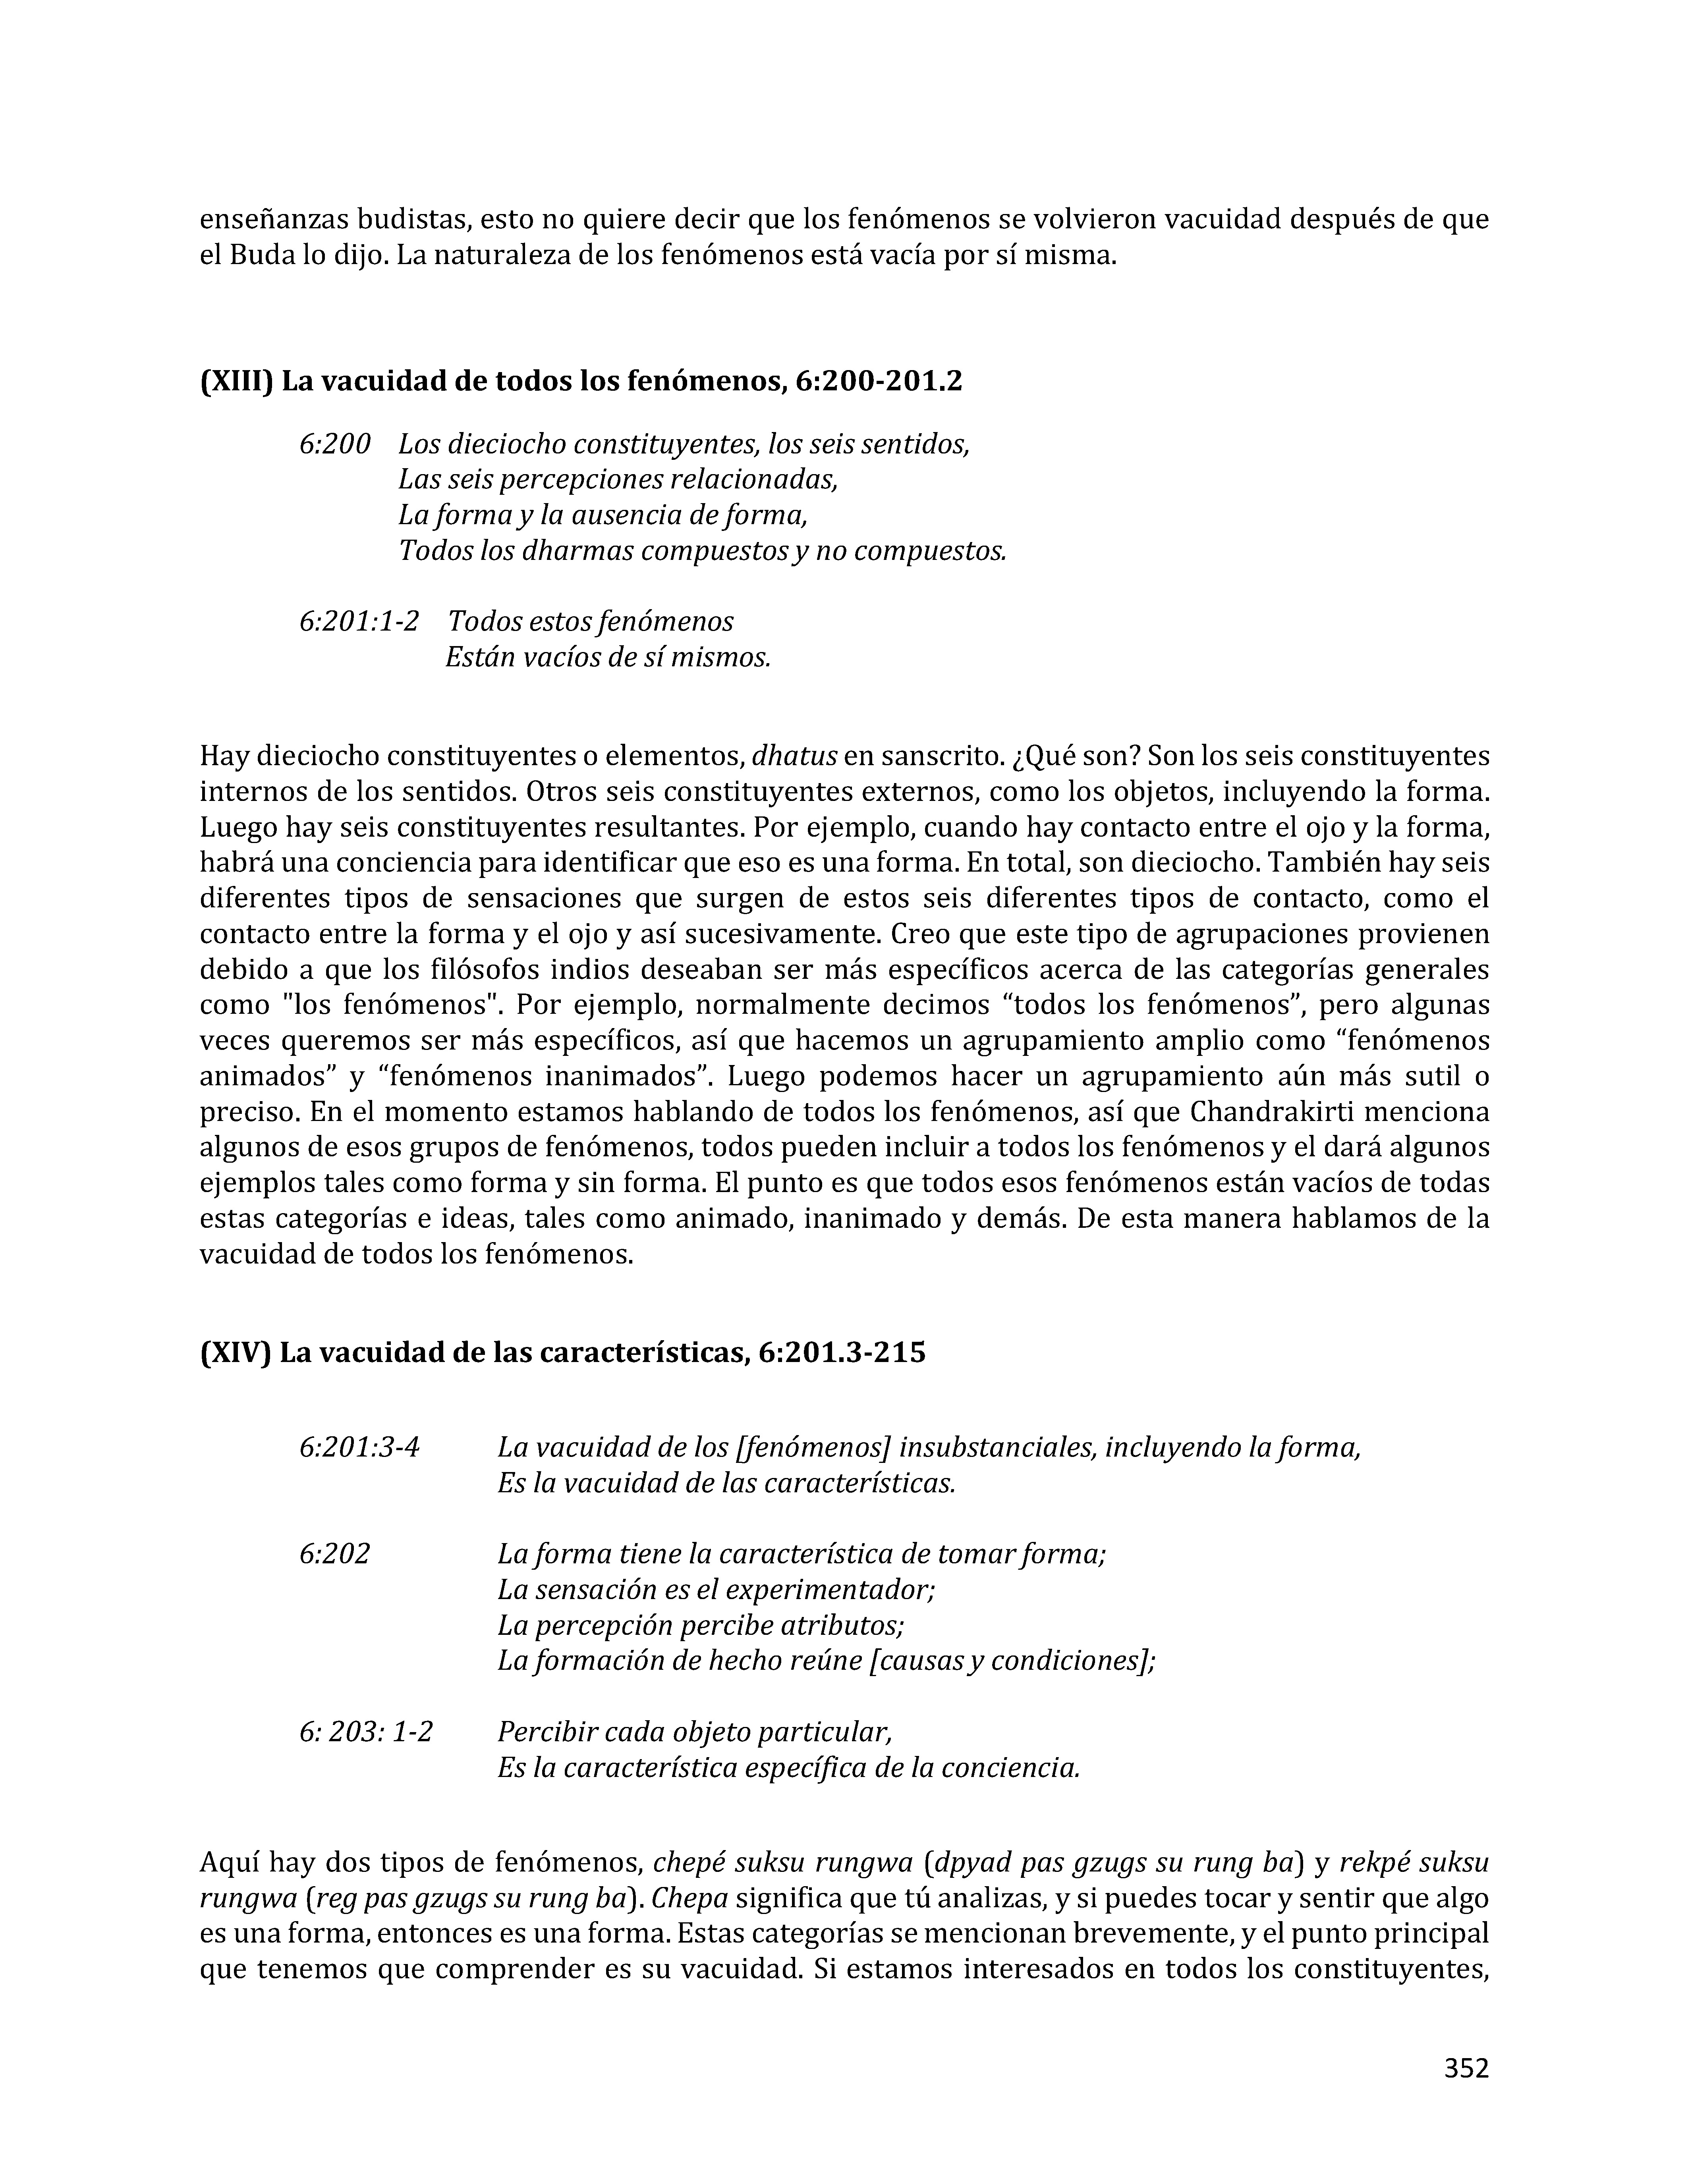 enseñanzas budistas, esto no quiere decir que los fenómenos se volvieron vacuidad después de que
el Buda lo dijo. La naturaleza de los fenómenos está vacía por sí misma.
(XIII) La vacuidad de todos los fenómenos, 6:200-201.2
6:200 Los dieciocho constituyentes, los seis sentidos,
Las seis percepciones relacionadas,
La forma y la ausencia de forma,
Todos los dharmas compuestos y no compuestos.
6:201:1-2 Todos estos fenómenos
Están vacíos de sí mismos.
Hay dieciocho constituyentes o elementos, dhatus en sanscrito. ¿Qué son? Son los seis constituyentes
internos de los sentidos. Otros seis constituyentes externos, como los objetos, incluyendo la forma.
Luego hay seis constituyentes resultantes. Por ejemplo, cuando hay contacto entre el ojo y la forma,
habrá una conciencia para identificar que eso es una forma. En total, son dieciocho. También hay seis
diferentes tipos de sensaciones que surgen de estos seis diferentes tipos de contacto, como el
contacto entre la forma y el ojo y así sucesivamente. Creo que este tipo de agrupaciones provienen
debido a que los filósofos indios deseaban ser más específicos acerca de las categorías generales
como "los fenómenos". Por ejemplo, normalmente decimos “todos los fenómenos”, pero algunas
veces queremos ser más específicos, así que hacemos un agrupamiento amplio como “fenómenos
animados” y “fenómenos inanimados”. Luego podemos hacer un agrupamiento aún más sutil o
preciso. En el momento estamos hablando de todos los fenómenos, así que Chandrakirti menciona
algunos de esos grupos de fenómenos, todos pueden incluir a todos los fenómenos y el dará algunos
ejemplos tales como forma y sin forma. El punto es que todos esos fenómenos están vacíos de todas
estas categorías e ideas, tales como animado, inanimado y demás. De esta manera hablamos de la
vacuidad de todos los fenómenos.
(XIV) La vacuidad de las características, 6:201.3-215
6:201:3-4 La vacuidad de los [fenómenos] insubstanciales, incluyendo la forma,
Es la vacuidad de las características.
6:202 La forma tiene la característica de tomar forma;
La sensación es el experimentador;
La percepción percibe atributos;
La formación de hecho reúne [causas y condiciones];
6: 203: 1-2 Percibir cada objeto particular,
Es la característica específica de la conciencia.
Aquí hay dos tipos de fenómenos, chepé suksu rungwa (dpyad pas gzugs su rung ba) y rekpé suksu
rungwa (reg pas gzugs su rung ba). Chepa significa que tú analizas, y si puedes tocar y sentir que algo
es una forma, entonces es una forma. Estas categorías se mencionan brevemente, y el punto principal
que tenemos que comprender es su vacuidad. Si estamos interesados en todos los constituyentes,
352